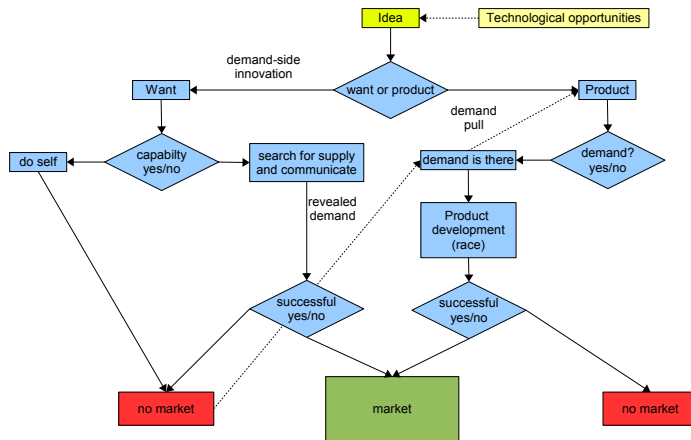 Idea
Technological opportunities
demand-side
innovation
Want
want or product
Product
demand
pull
do self
capabilty
yes/no
search for supply
and communicate
demand is there
demand?
yes/no
revealed
demand
Product
development
(race)
successful
yes/no
successful
yes/no
no market
market
no market